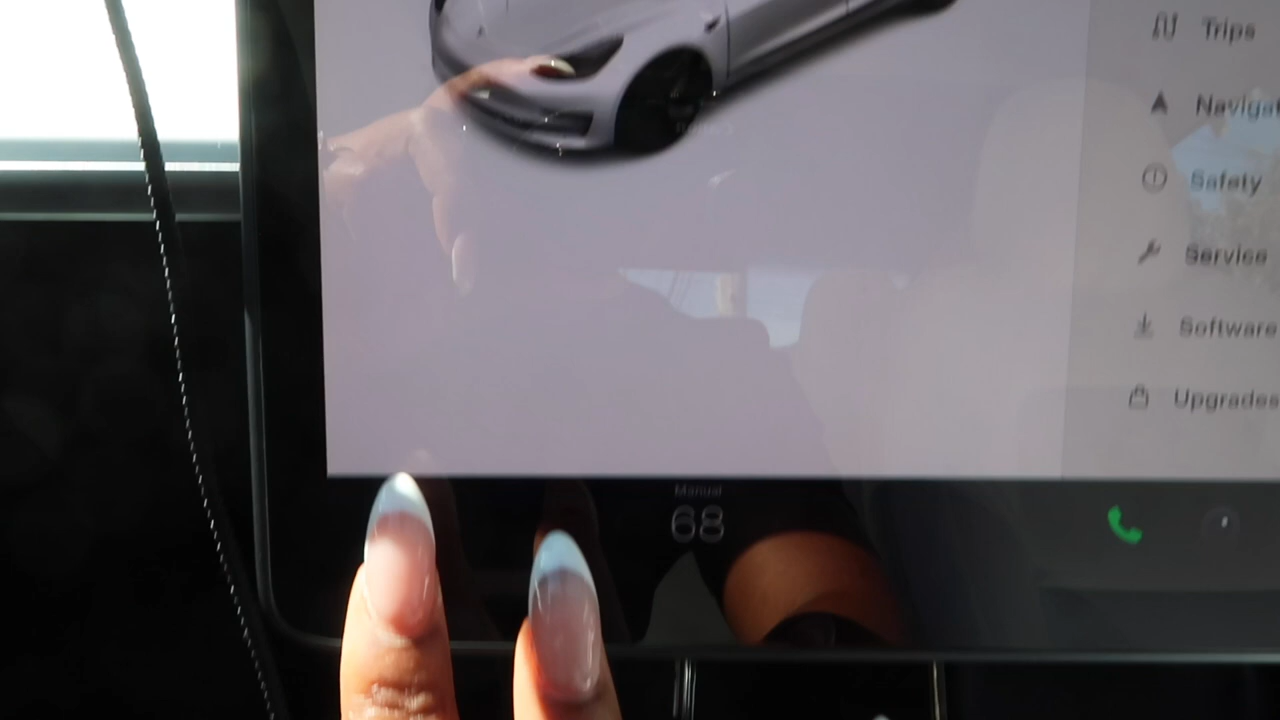 Trips
Navigat
Safety
Service
Software
Upgrades
Manual
68